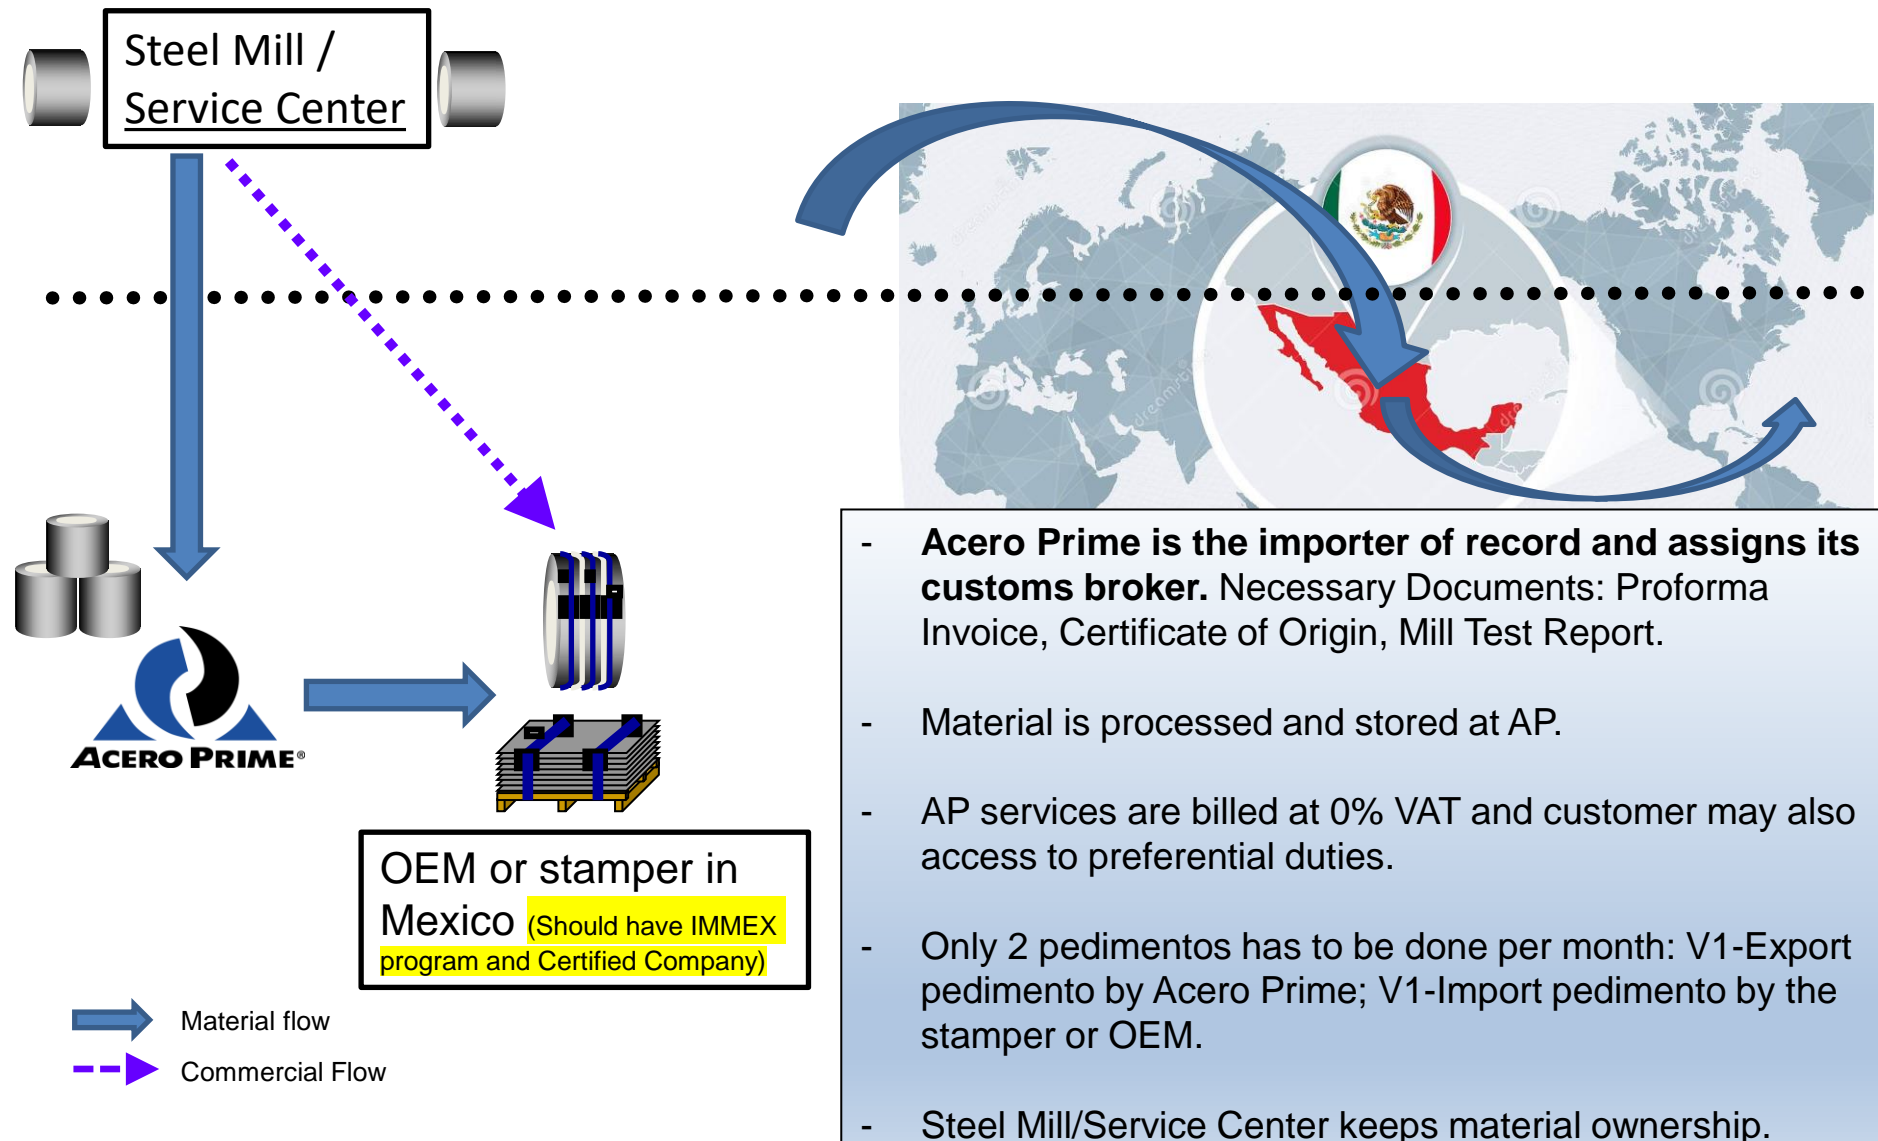 Steel Mill /
Service Center
ACERO PRIME®
OEM or stamper in
Mexico (Should have IMMEX
program and Certified Company)
Material flow
Commercial Flow
- Acero Prime is the importer of record and assigns its
customs broker. Necessary Documents: Proforma
Invoice, Certificate of Origin, Mill Test Report.
- Material is processed and stored at AP.
- AP services are billed at 0% VAT and customer may also
access to preferential duties.
- Only 2 pedimentos has to be done per month: V1-Export
pedimento by Acero Prime; V1-Import pedimento by the
stamper or OEM.
- Steel Mill/Service Center keeps material ownership.